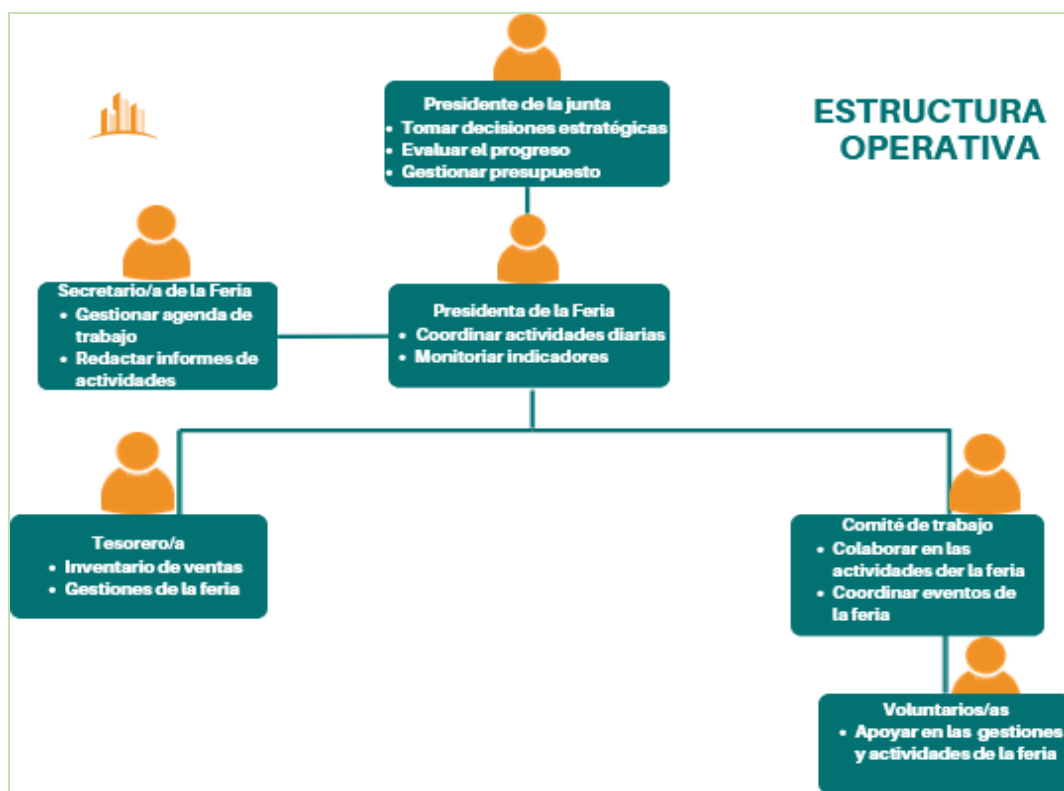 ESTRUCTURA
OPERATIVA
Presidente de la junta
• Tomar decisiones estratégicas
• Evaluar el progreso
• Gestionar presupuesto
Secretario/a de la Feria
• Gestionar agenda de
trabajo
• Redactar informes de
actividades
Presidenta de la Feria
• Coordinar actividades diarias
• Monitoriar indicadores
Tesorero/a
• Inventario de ventas
• Gestiones de la feria
Comité de trabajo
• Colaborar en las
actividades der la feria
• Coordinar eventos de
la feria
Voluntarios/as
• Apoyar en las gestiones
y actividades de la feria